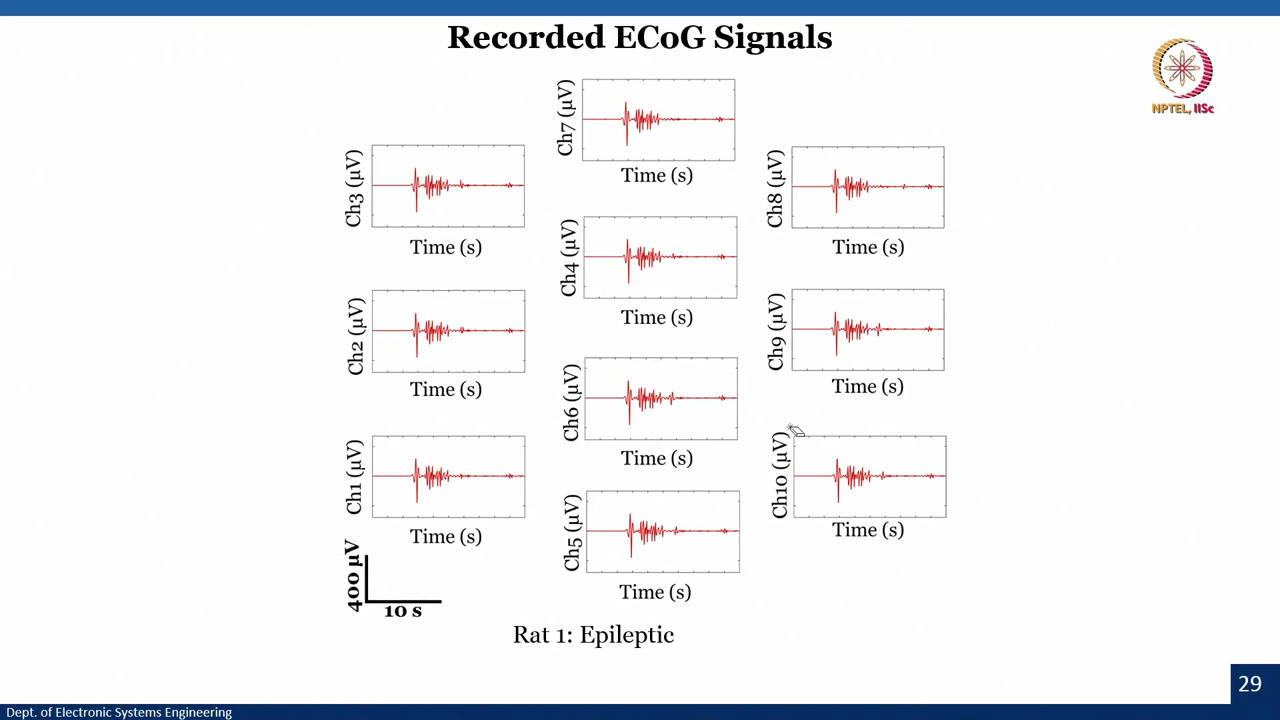 Recorded ECoG Signals
NPTEL, IISc
Ch7 (µV)
Time (s)
Ch3 (µV)
Time (s)
Ch8 (µV)
Time (s)
Ch4 (µV)
Time (s)
Ch2 (µV)
Time (s)
Ch9 (µV)
Time (s)
Ch6 (µV)
Time (s)
Ch1 (µV)
Time (s)
Ch10 (µV)
Time (s)
Ch5 (µV)
Time (s)
400 µV
10 s
Rat 1: Epileptic
29
Dept. of Electronic Systems Engineering